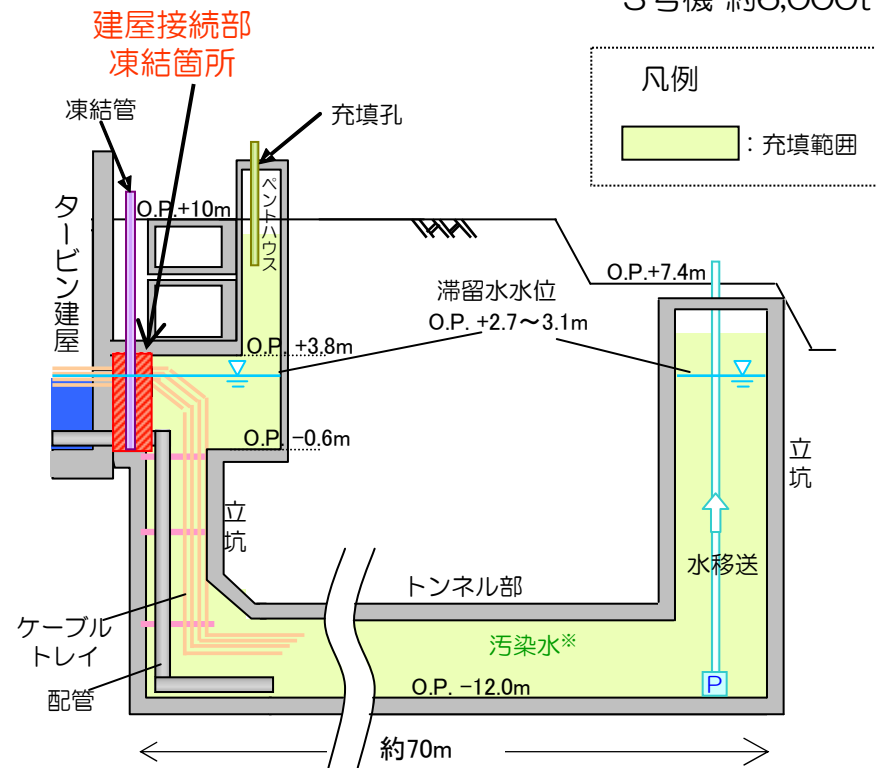 3号機 約6,000t
建屋接続部
凍結箇所
凡例
：充填範囲
凍結管
充填孔
ペントハウス
タービン建屋
O.P.+10m
O.P.+7.4m
滞留水水位
O.P. +2.7～3.1m
O.P. +3.8m
O.P. -0.6m
立坑
立坑
水移送
トンネル部
ケーブル
トレイ
汚染水※
配管
O.P. -12.0m
P
約70m